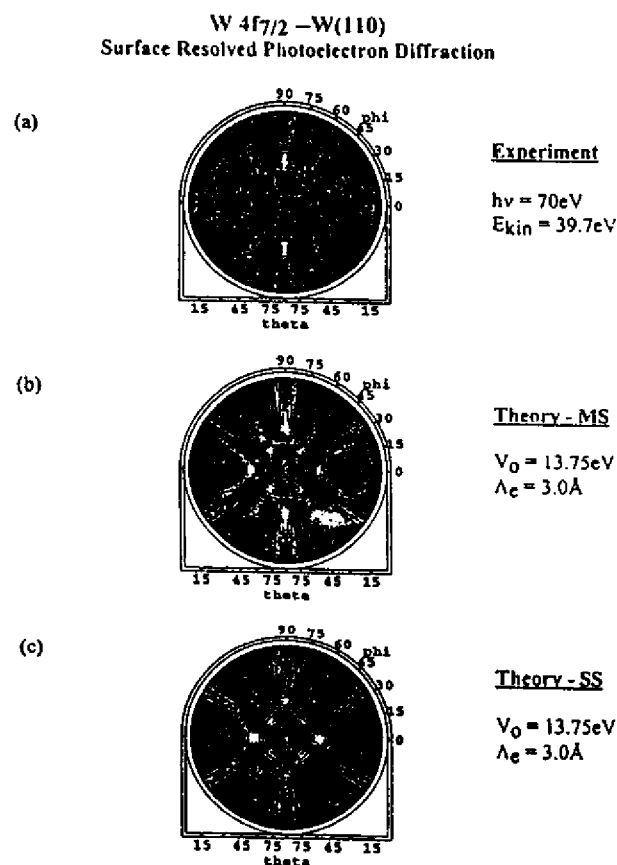 W 4f7/2 –W(110)
Surface Resolved Photoelectron Diffraction
(a)
90 75 60 45 phi 30 15 0
15 45 75 75 45 15
theta
Experiment
hν = 70eV
Ekin = 39.7eV
(b)
90 75 60 45 phi 30 15 0
15 45 75 75 45 15
theta
Theory - MS
Vo = 13.75eV
Λe = 3.0Å
(c)
90 75 60 45 phi 30 15 0
15 45 75 75 45 15
theta
Theory - SS
Vo = 13.75eV
Λe = 3.0Å